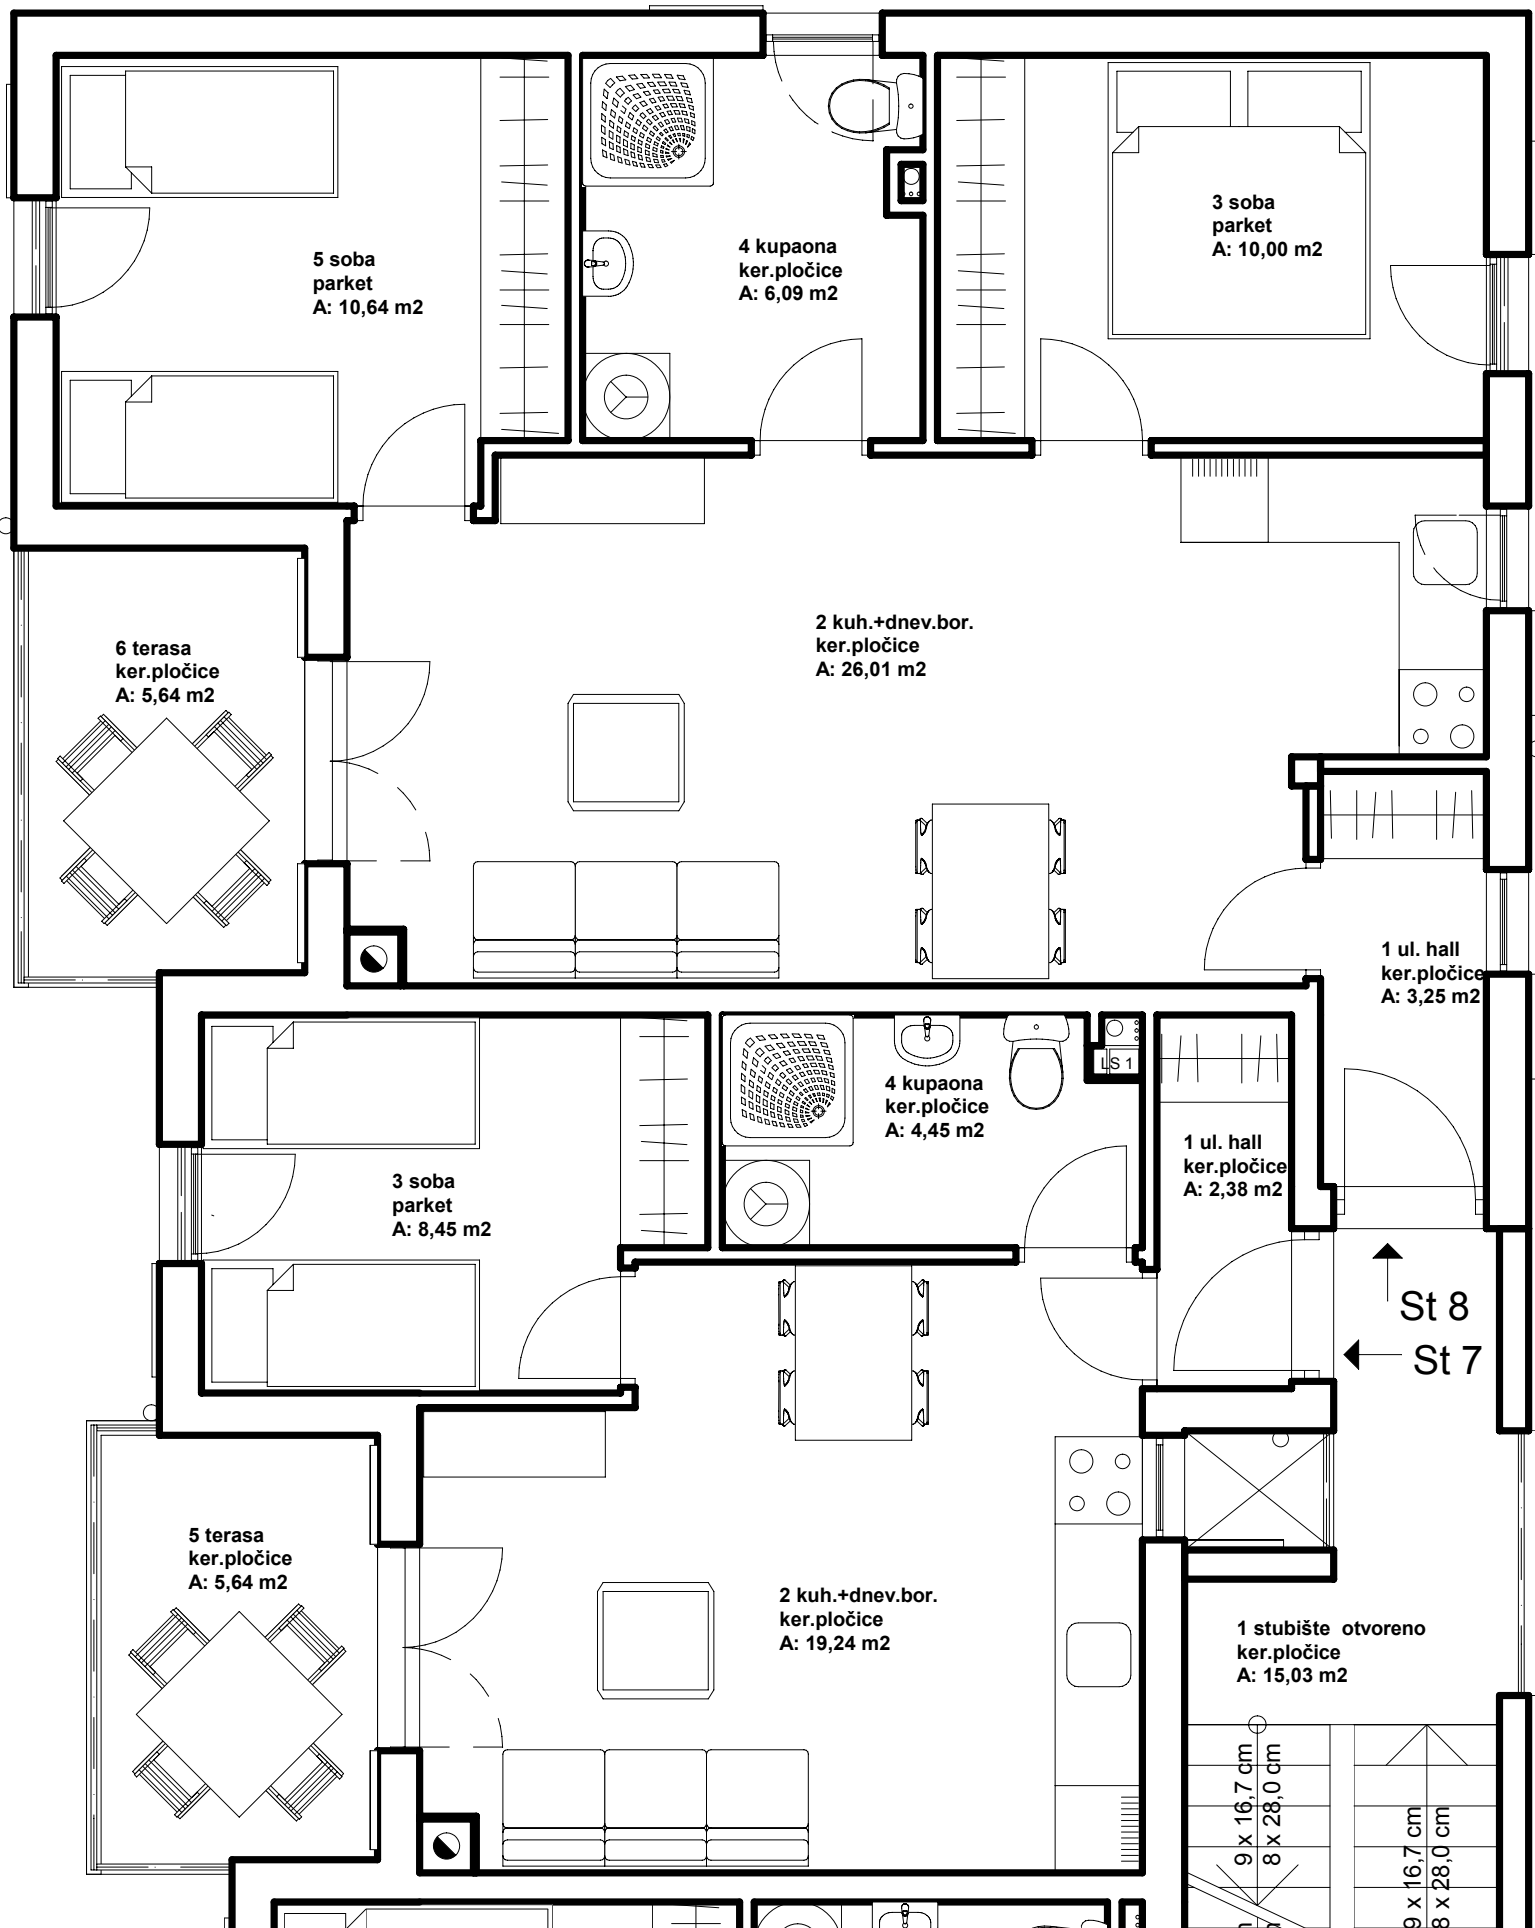 3 soba
parket
A: 10,00 m2
4 kupaona
ker.pločice
A: 6,09 m2
5 soba
parket
A: 10,64 m2
2 kuh.+dnev.bor.
ker.pločice
A: 26,01 m2
6 terasa
ker.pločice
A: 5,64 m2
1 ul. hall
ker.pločice
A: 3,25 m2
LS 1
4 kupaona
ker.pločice
A: 4,45 m2
1 ul. hall
ker.pločice
A: 2,38 m2
3 soba
parket
A: 8,45 m2
St 8
St 7
5 terasa
ker.pločice
A: 5,64 m2
2 kuh.+dnev.bor.
ker.pločice
A: 19,24 m2
1 stubište otvoreno
ker.pločice
A: 15,03 m2
9 x 16,7 cm
8 x 28,0 cm
9 x 16,7 cm
8 x 28,0 cm